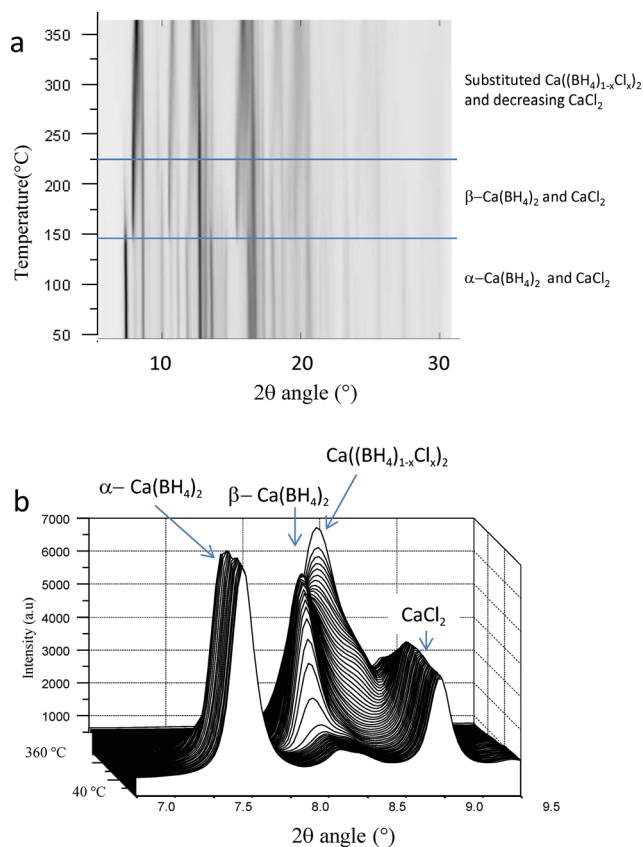 a
350
300
250
200
150
100
50
Temperature(°C)
10
20
30
2θ angle (°)
Substituted Ca((BH₄)₁₋ₓClₓ)₂
and decreasing CaCl₂
β–Ca(BH₄)₂ and CaCl₂
α–Ca(BH₄)₂ and CaCl₂
b
Ca((BH₄)₁₋ₓClₓ)₂
α– Ca(BH₄)₂
β– Ca(BH₄)₂
CaCl₂
7000
6000
5000
4000
3000
2000
1000
Intensity (a.u)
360 °C
40 °C
7.0
7.5
8.0
8.5
9.0
9.5
2θ angle (°)